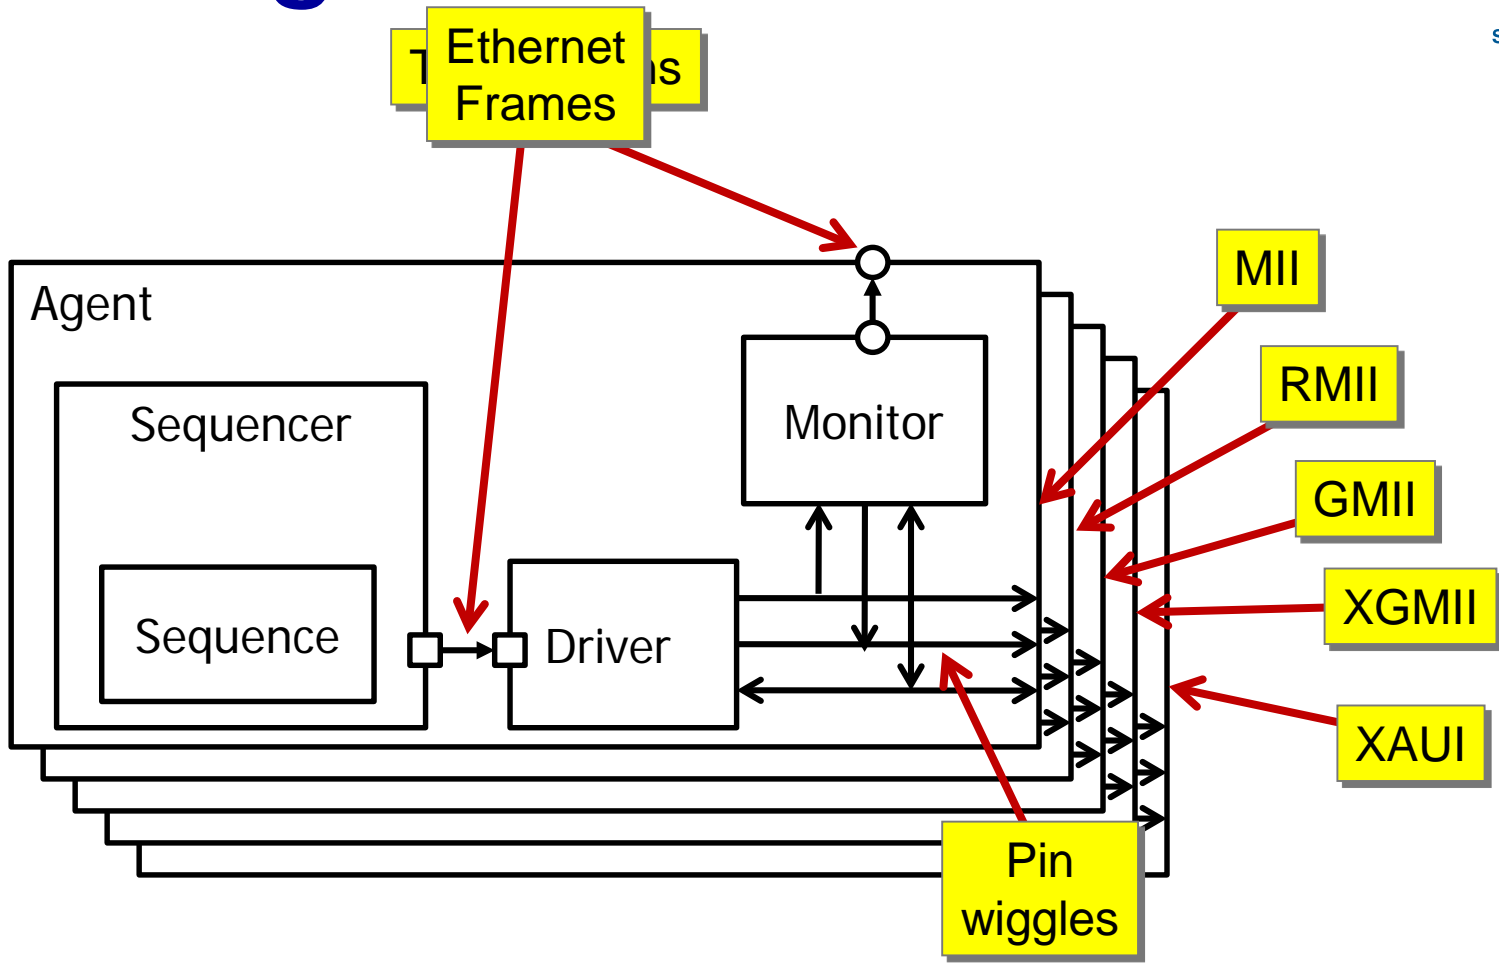 Ethernet
Frames
MII
Agent
RMII
Sequencer
Monitor
GMII
XGMII
Sequence
Driver
XAUI
Pin
wiggles